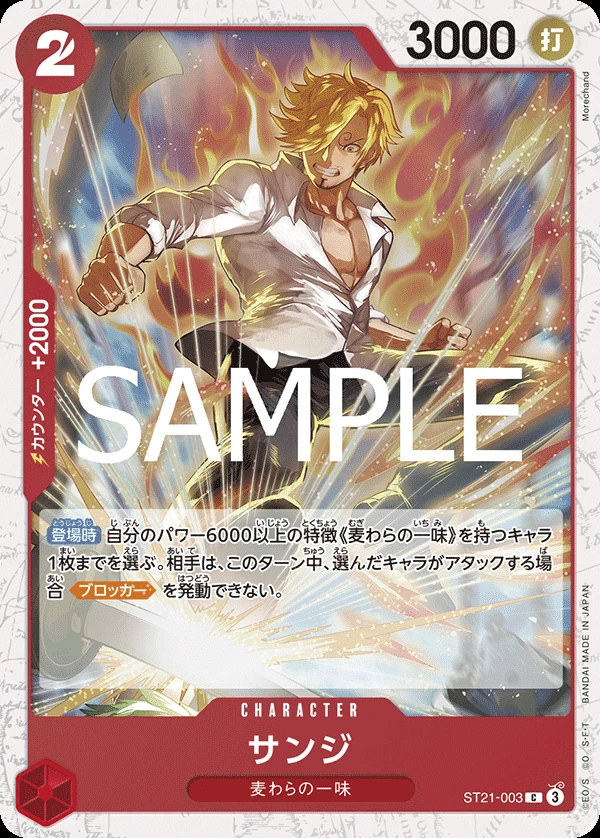 2
3000
打
Morechand
カウンター +2000
SAMPLE
登場時 自分のパワー6000以上の特徴《麦わらの一味》を持つキャラ
1枚までを選ぶ。相手は、このターン中、選んだキャラがアタックする場
合 ブロッカー を発動できない。
CHARACTER
サンジ
麦わらの一味
ST21-003 C 3
©E.O/S. ©O./S・F・T BANDAI MADE IN JAPAN